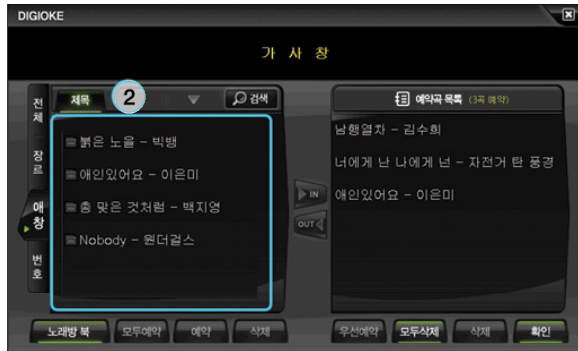 DIGIOKE
가 사 창
제목
2
검색
예약곡 목록 (3곡 예약)
전체
장르
애창
번호
붉은 노을 - 빅뱅
애인있어요 - 이은미
총 맞은 것처럼 - 백지영
Nobody - 원더걸스
IN
OUT
남행열차 - 김수희
너에게 난 나에게 넌 - 자전거 탄 풍경
애인있어요 - 이은미
노래방 북
모두예약
예약
삭제
우선예약
모두삭제
삭제
확인